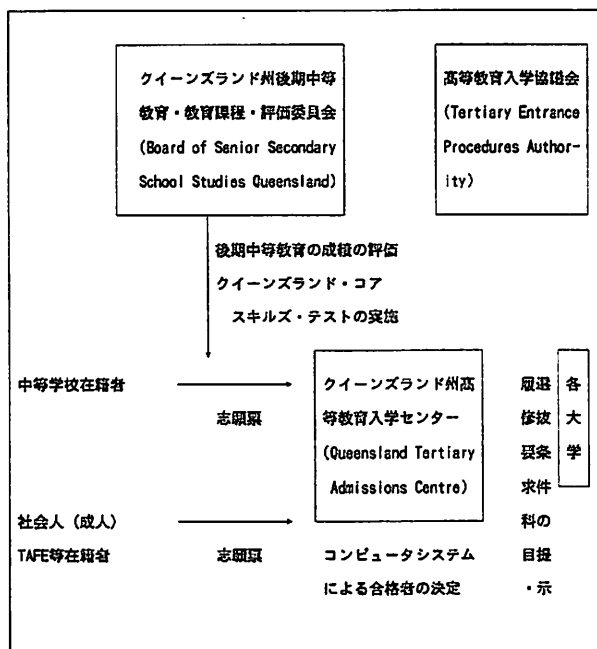 クイーンズランド州後期中等
教育・教育課程・評価委員会
(Board of Senior Secondary
School Studies Queensland)
高等教育入学協議会
(Tertiary Entrance
Procedures Author-
ity)
後期中等教育の成績の評価
クイーンズランド・コア
スキルズ・テストの実施
中等学校在籍者
志願票
クイーンズランド州高
等教育入学センター
(Queensland Tertiary
Admissions Centre)
履修要求科目・
選抜条件の提示
各大学
社会人（成人）
TAFE等在籍者
志願票
コンピュータシステム
による合格者の決定